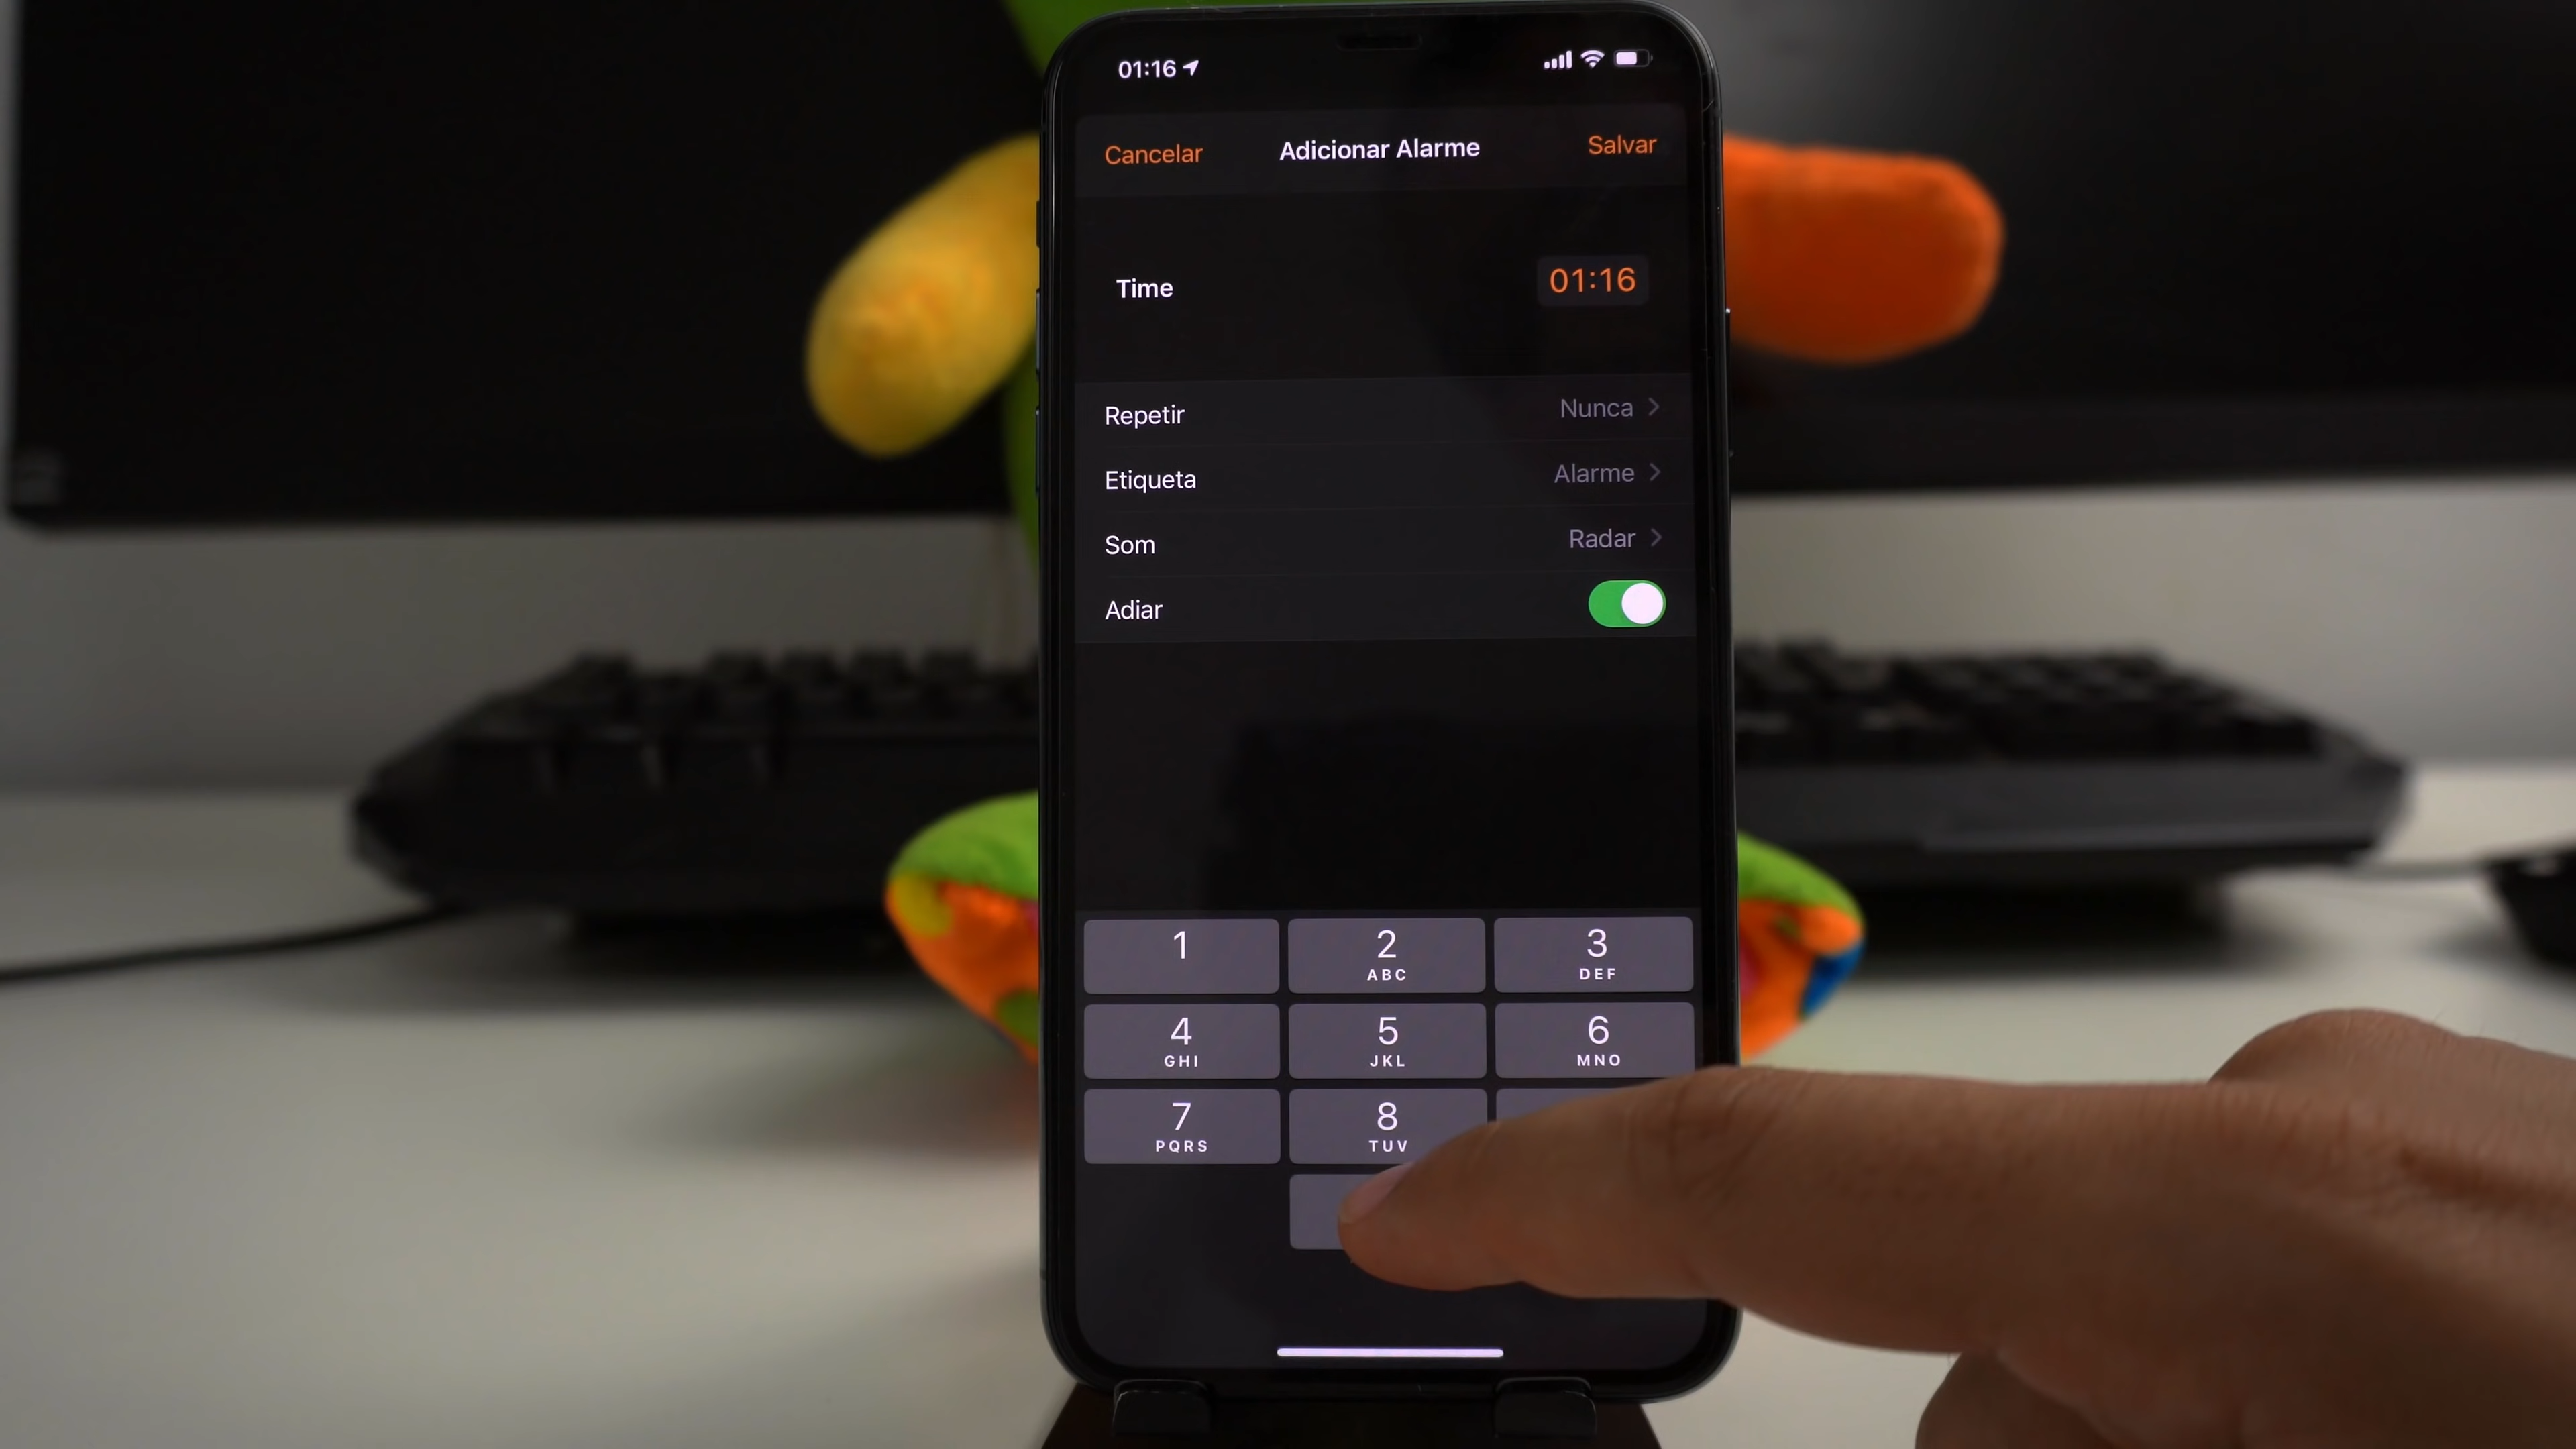 01:16
Cancelar Adicionar Alarme Salvar
Time 01:16
Repetir Nunca
Etiqueta Alarme
Som Radar
Adiar
1 2 3
ABC DEF
4 5 6
GHI JKL MNO
7 8
PQRS TUV